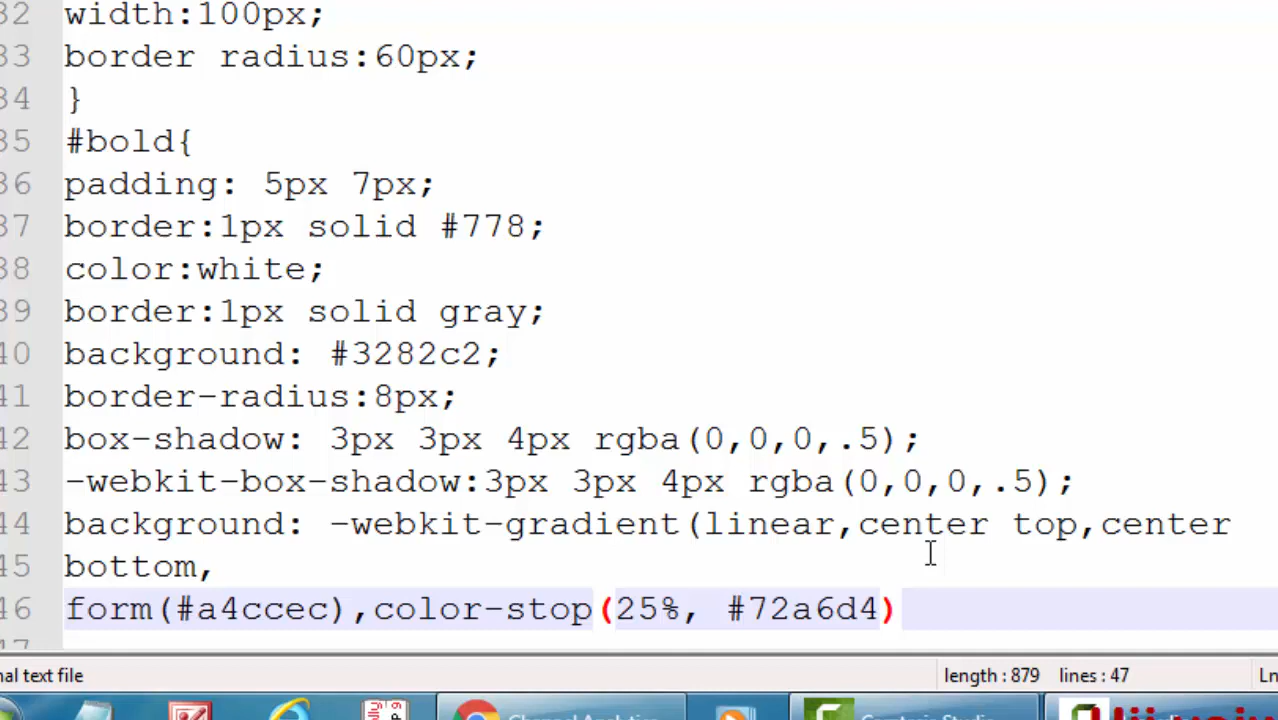 32 width:100px;
33 border radius:60px;
34 }
35 #bold{
36 padding: 5px 7px;
37 border:1px solid #778;
38 color:white;
39 border:1px solid gray;
40 background: #3282c2;
41 border-radius:8px;
42 box-shadow: 3px 3px 4px rgba(0,0,0,.5);
43 -webkit-box-shadow:3px 3px 4px rgba(0,0,0,.5);
44 background: -webkit-gradient(linear,center top,center
45 bottom,
46 form(#a4ccec),color-stop(25%, #72a6d4)
47
nal text file length : 879 lines : 47 Ln